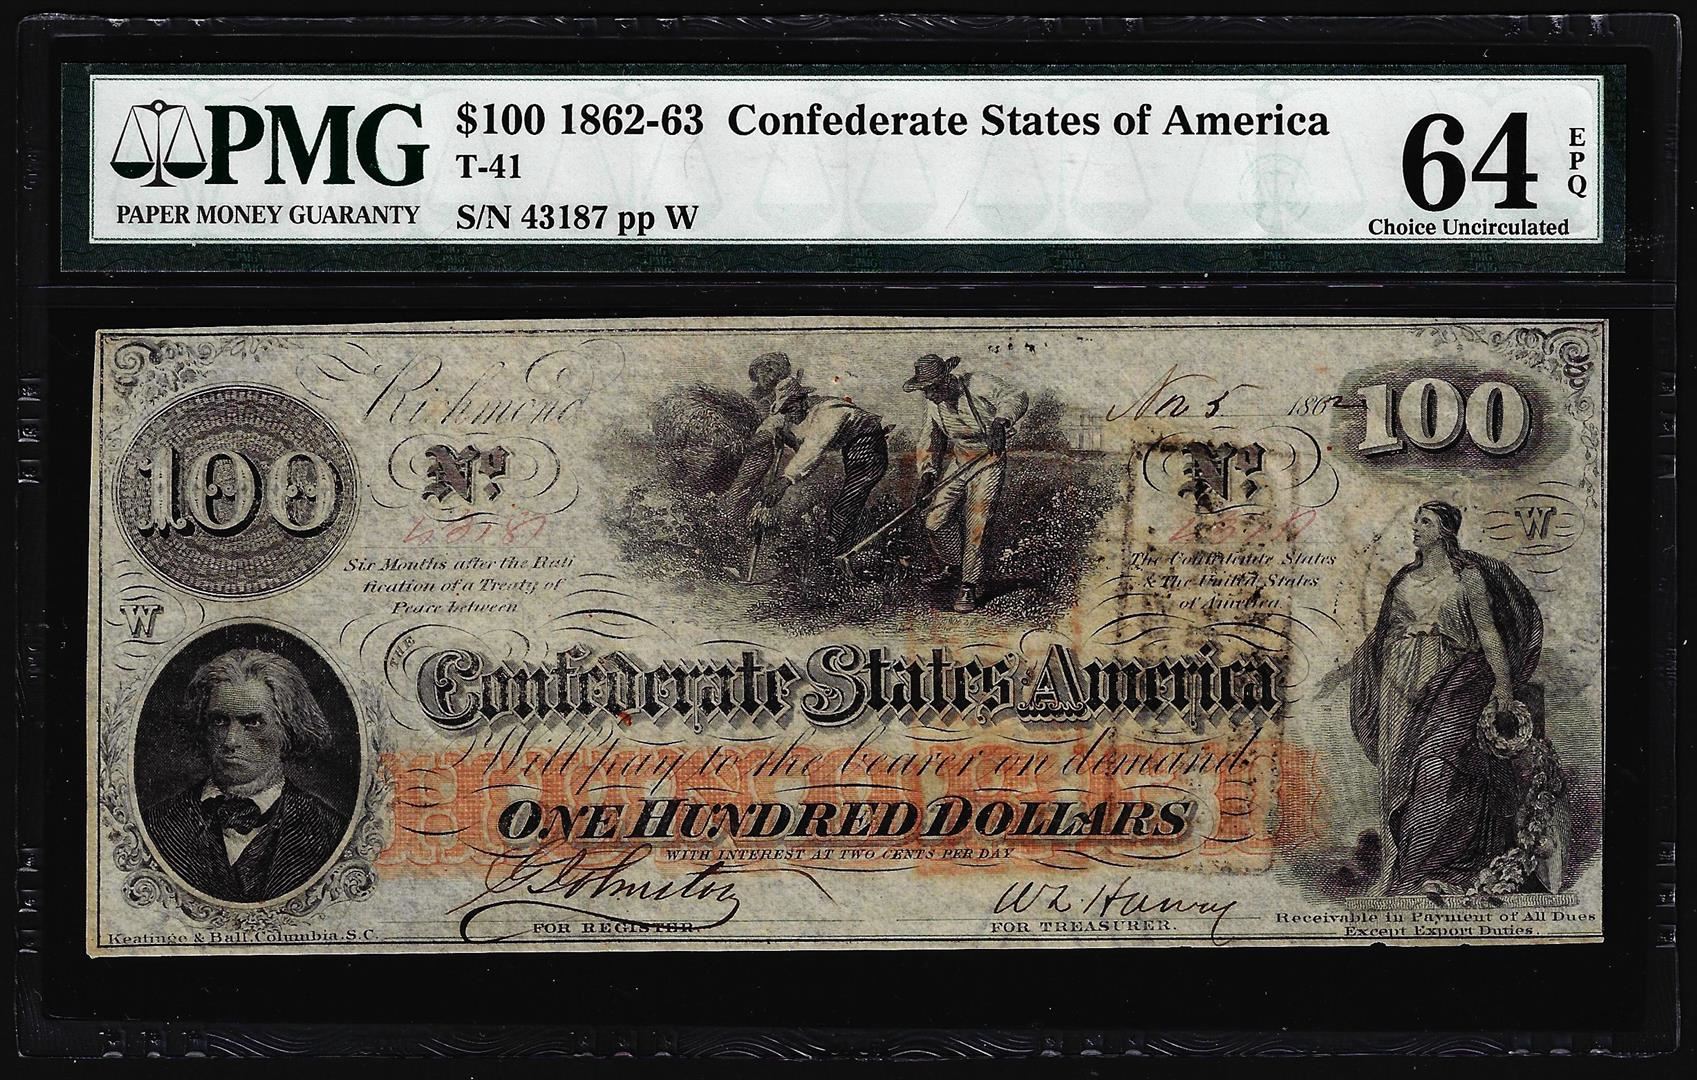 PMG
PAPER MONEY GUARANTY
$100 1862-63 Confederate States of America
T-41
S/N 43187 pp W
64 EPQ
Choice Uncirculated
Richmond
Nov 5 1862
100
100
No.
No.
43187
43187
Six Months after the Rati
fication of a Treaty of
Peace between
The Confederate States
& The United States
of America
W
W
THE
Confederate States America
Will pay to the bearer on demand
HUNDRED
ONE HUNDRED DOLLARS
WITH INTEREST AT TWO CENTS PER DAY
FOR REGISTER.
FOR TREASURER.
Keatinge & Ball, Columbia, S.C.
Receivable in Payment of All Dues
Except Export Duties.